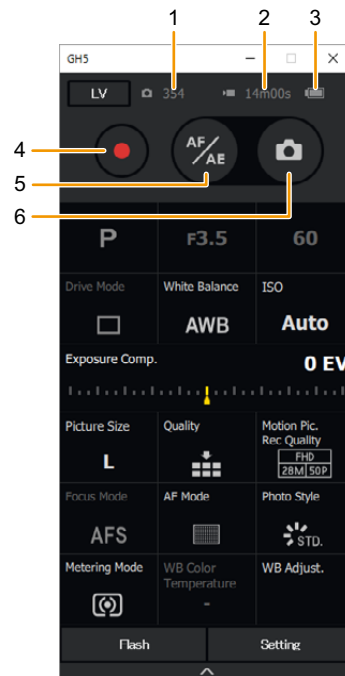 1 2 3
GH5
LV 354 14m00s
4
AF/AE
5
6
P F3.5 60
Drive Mode White Balance ISO
AWB Auto
Exposure Comp. 0 EV
Picture Size Quality Motion Pic.
Rec Quality
L FHD
28M 50P
Focus Mode AF Mode Photo Style
AFS STD.
Metering Mode WB Color
Temperature WB Adjust.
-
Flash Setting